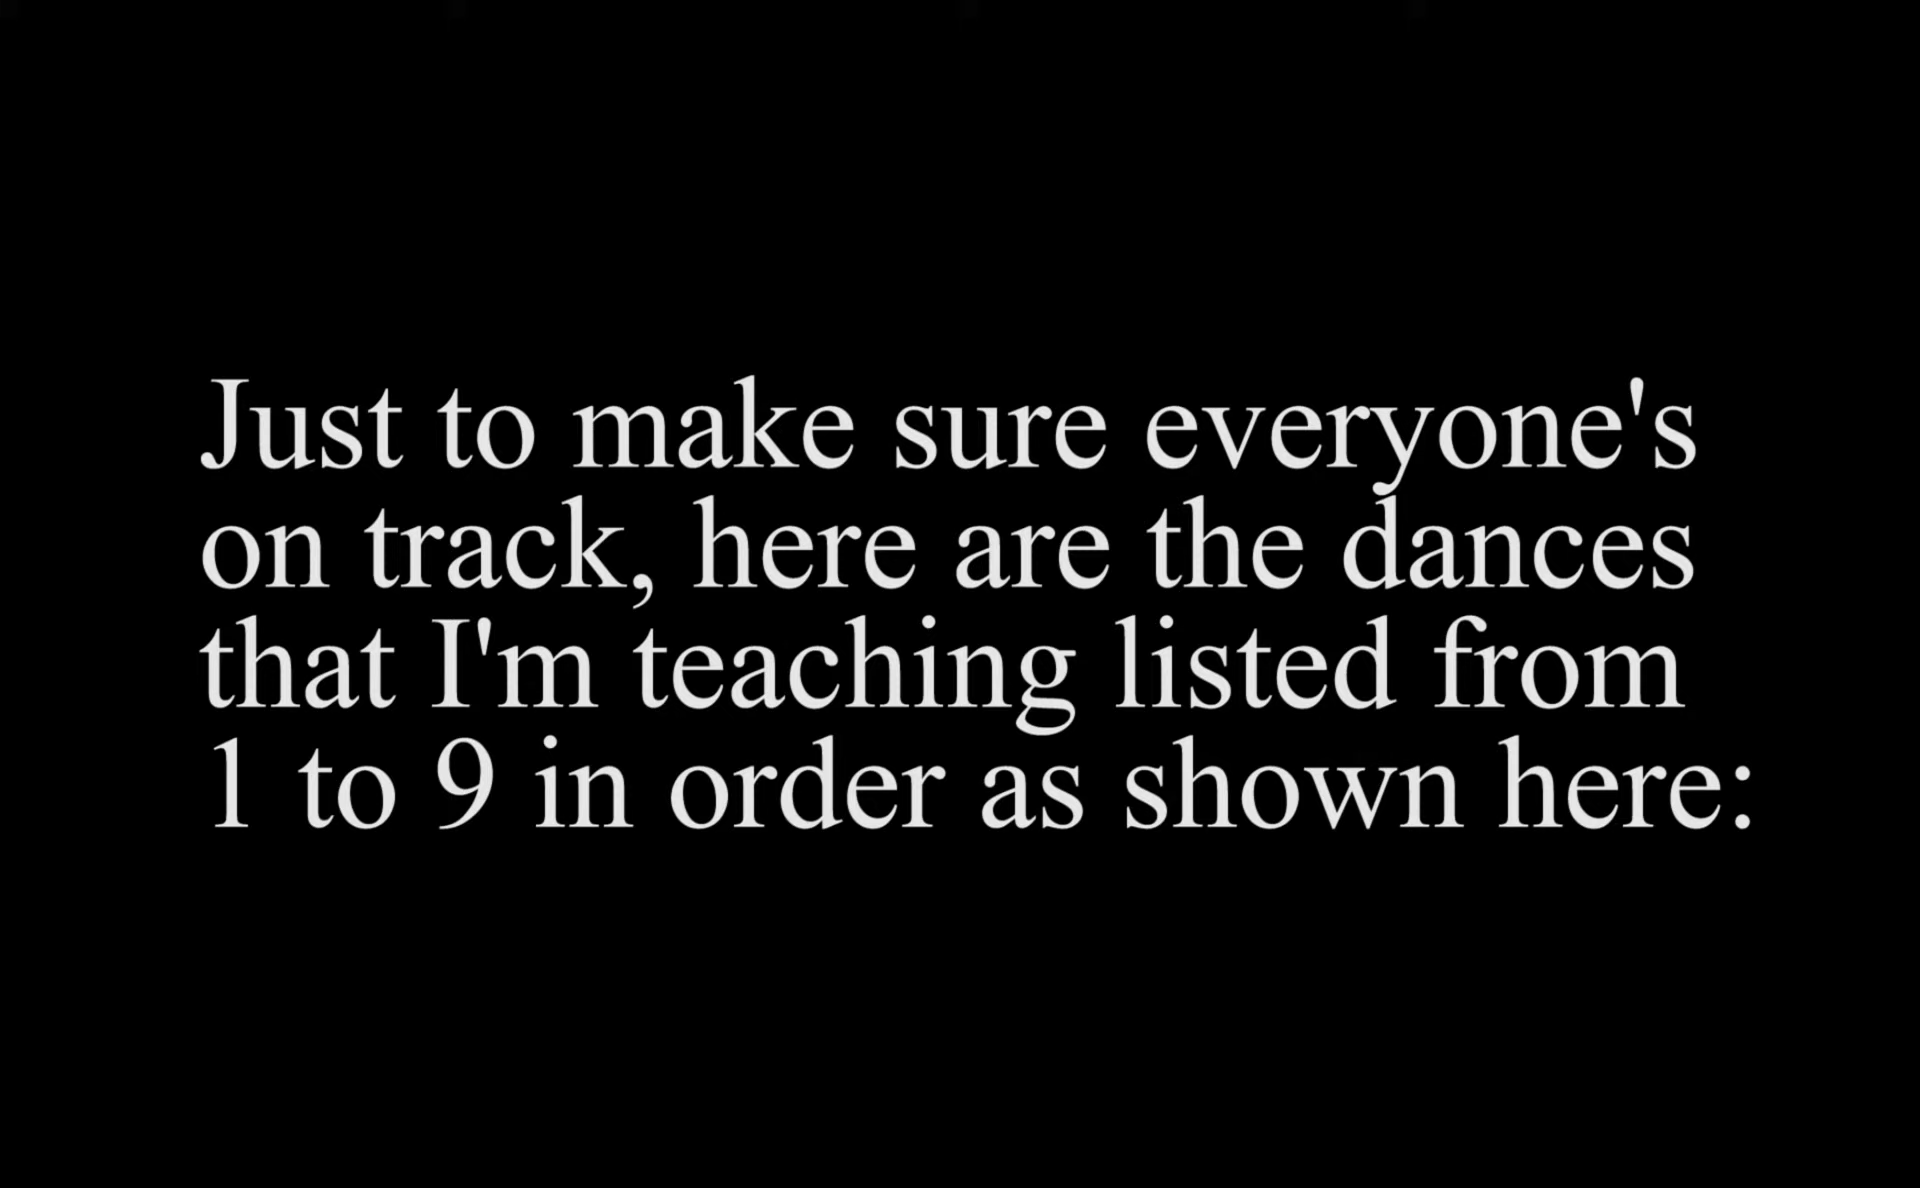 Just to make sure everyone's
on track, here are the dances
that I'm teaching listed from
1 to 9 in order as shown here: